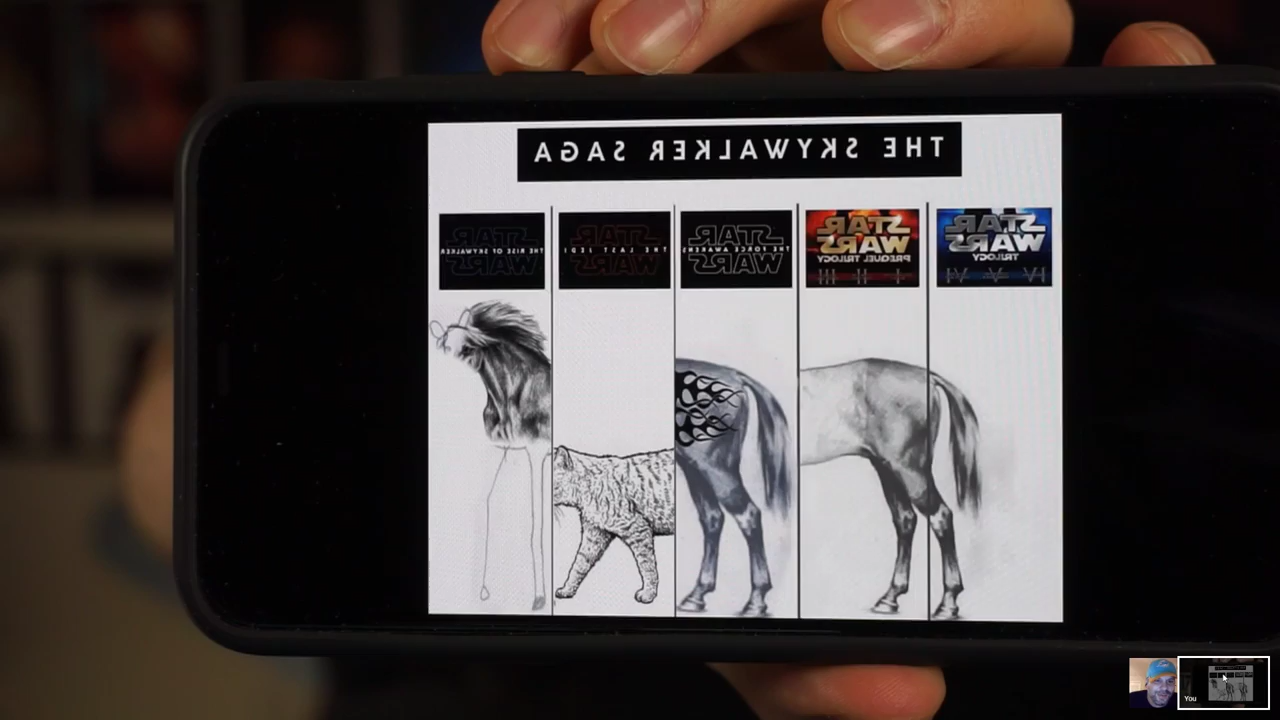 THE SKYWALKER SAGA
STAR
WARS
TRILOGY
IV V VI
STAR
WARS
PREQUEL TRILOGY
I II III
STAR
THE FORCE AWAKENS
WARS
STAR
THE LAST JEDI
WARS
STAR
THE RISE OF SKYWALKER
WARS
You